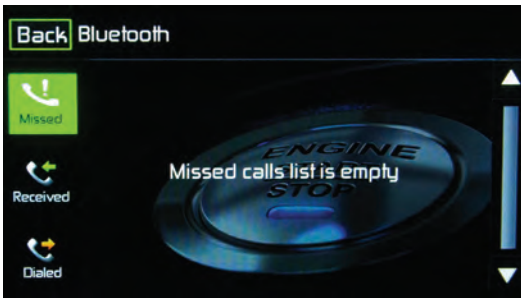 Back Bluetooth
Missed
Received
Dialed
Missed calls list is empty
ENGINE
STOP